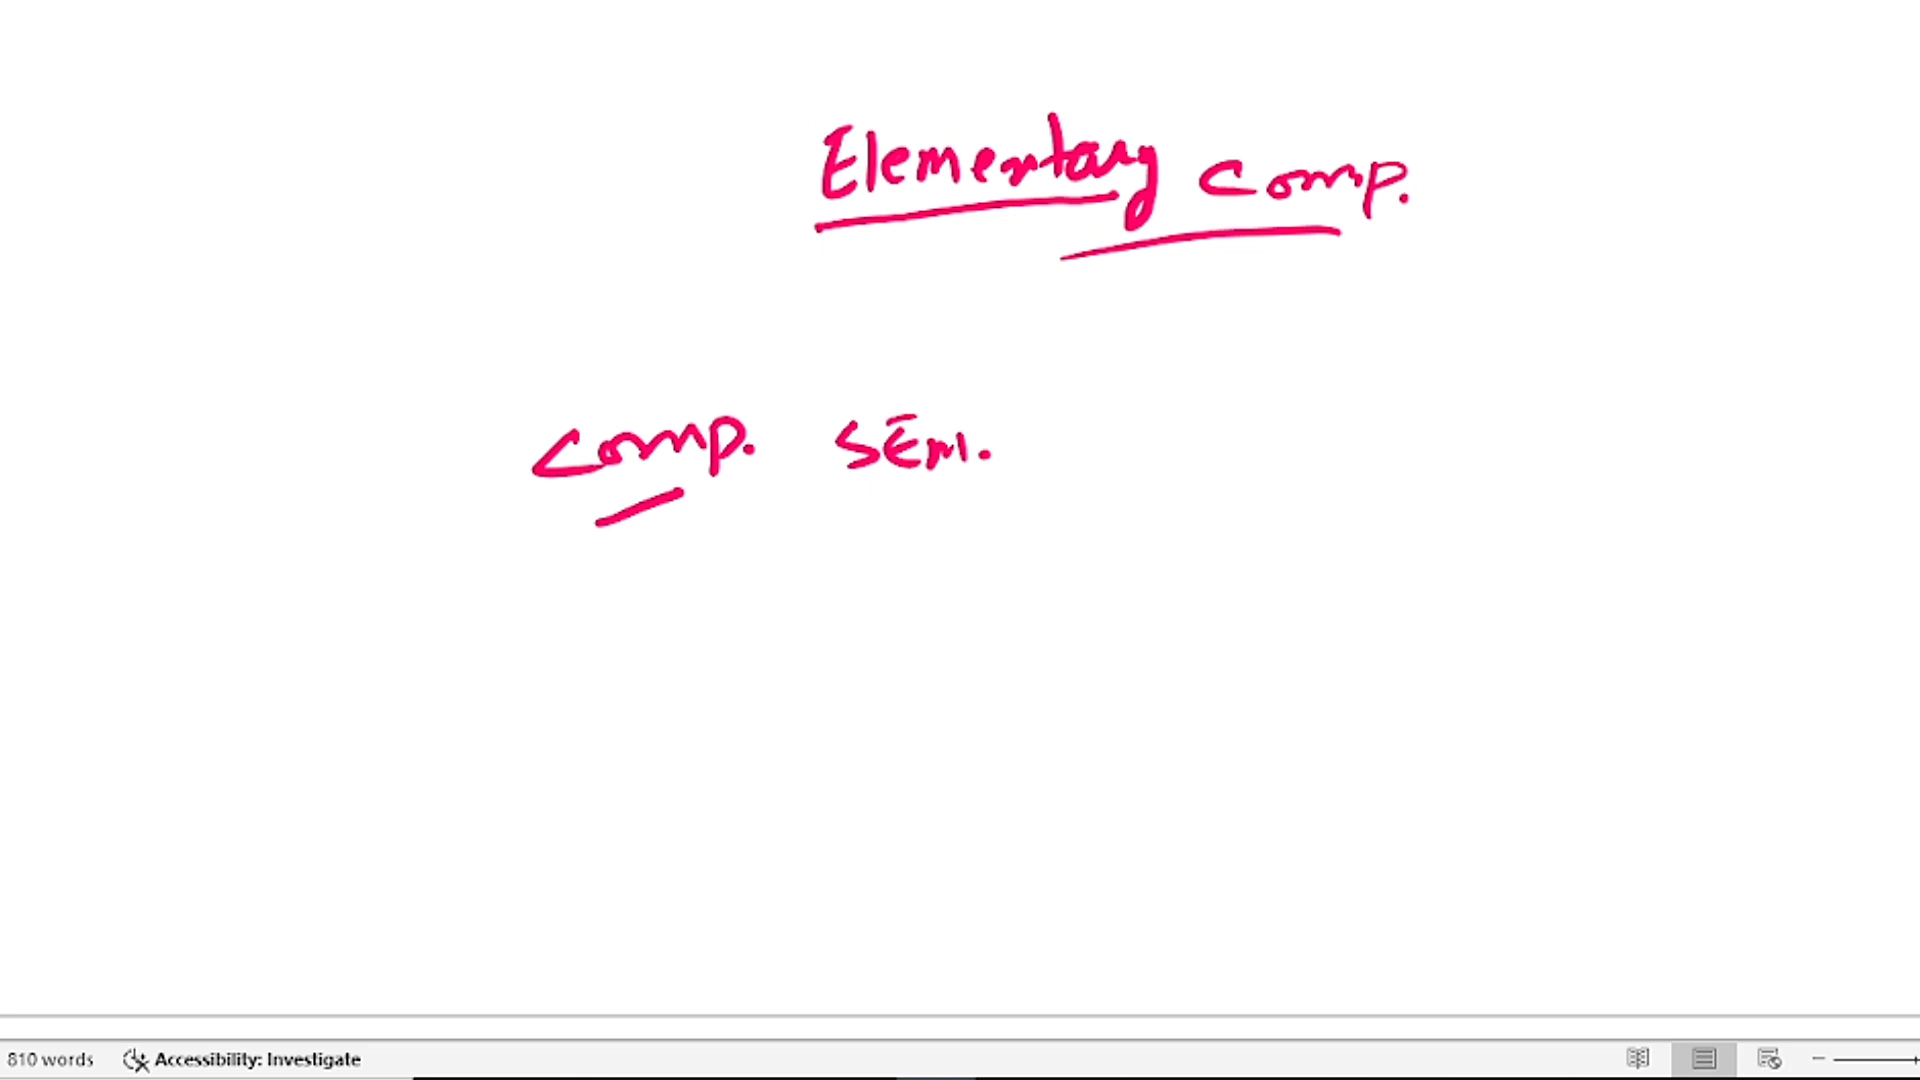 Elementary Comp.
Comp. SEM.
810 words Accessibility: Investigate